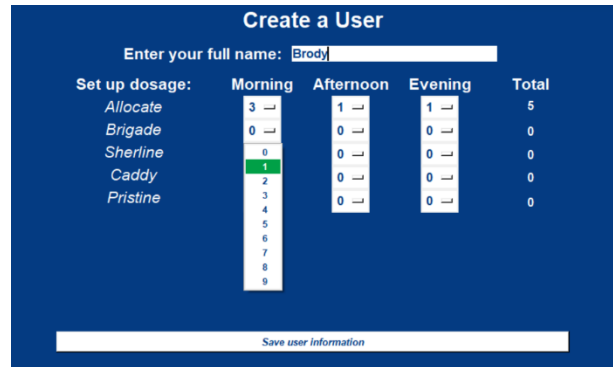 Create a User
Enter your full name: Brody
Set up dosage: Morning Afternoon Evening Total
Allocate 3 1 1 5
Brigade 0 0 0 0
Sherline 0 0 0 0
Caddy 1 0 0 0
Pristine 2 0 0 0
3
4
5
6
7
8
9
Save user information